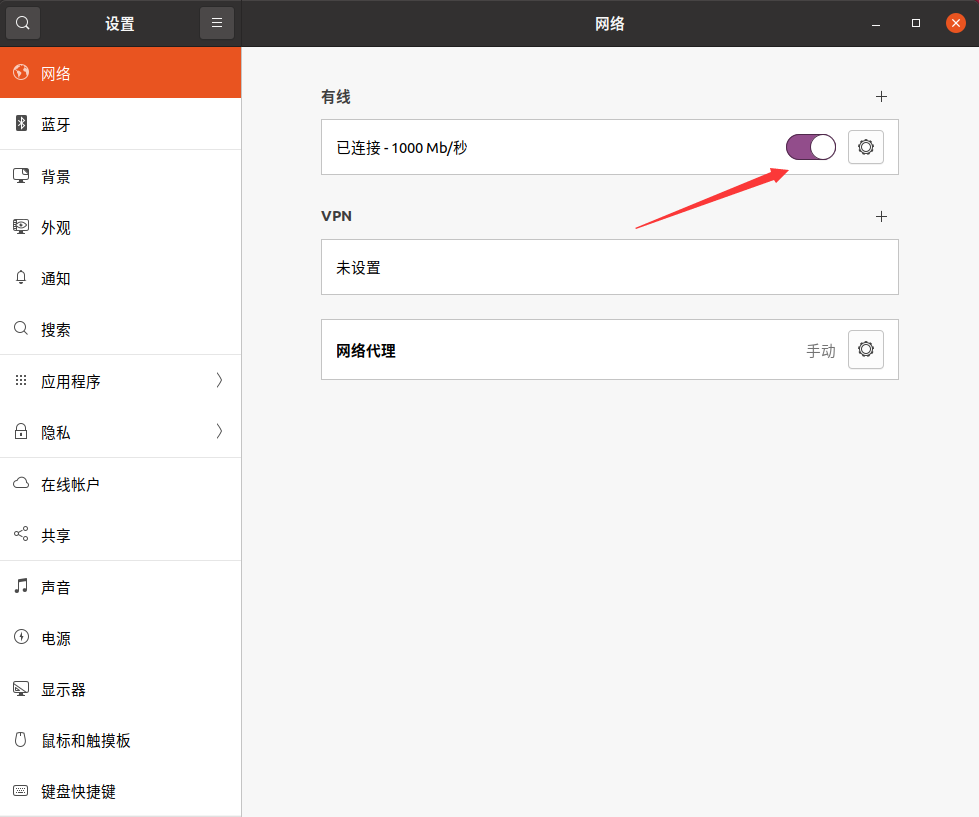 设置
网络
网络
蓝牙
背景
外观
通知
搜索
应用程序
隐私
在线帐户
共享
声音
电源
显示器
鼠标和触摸板
键盘快捷键
有线
已连接 - 1000 Mb/秒
VPN
未设置
网络代理
手动